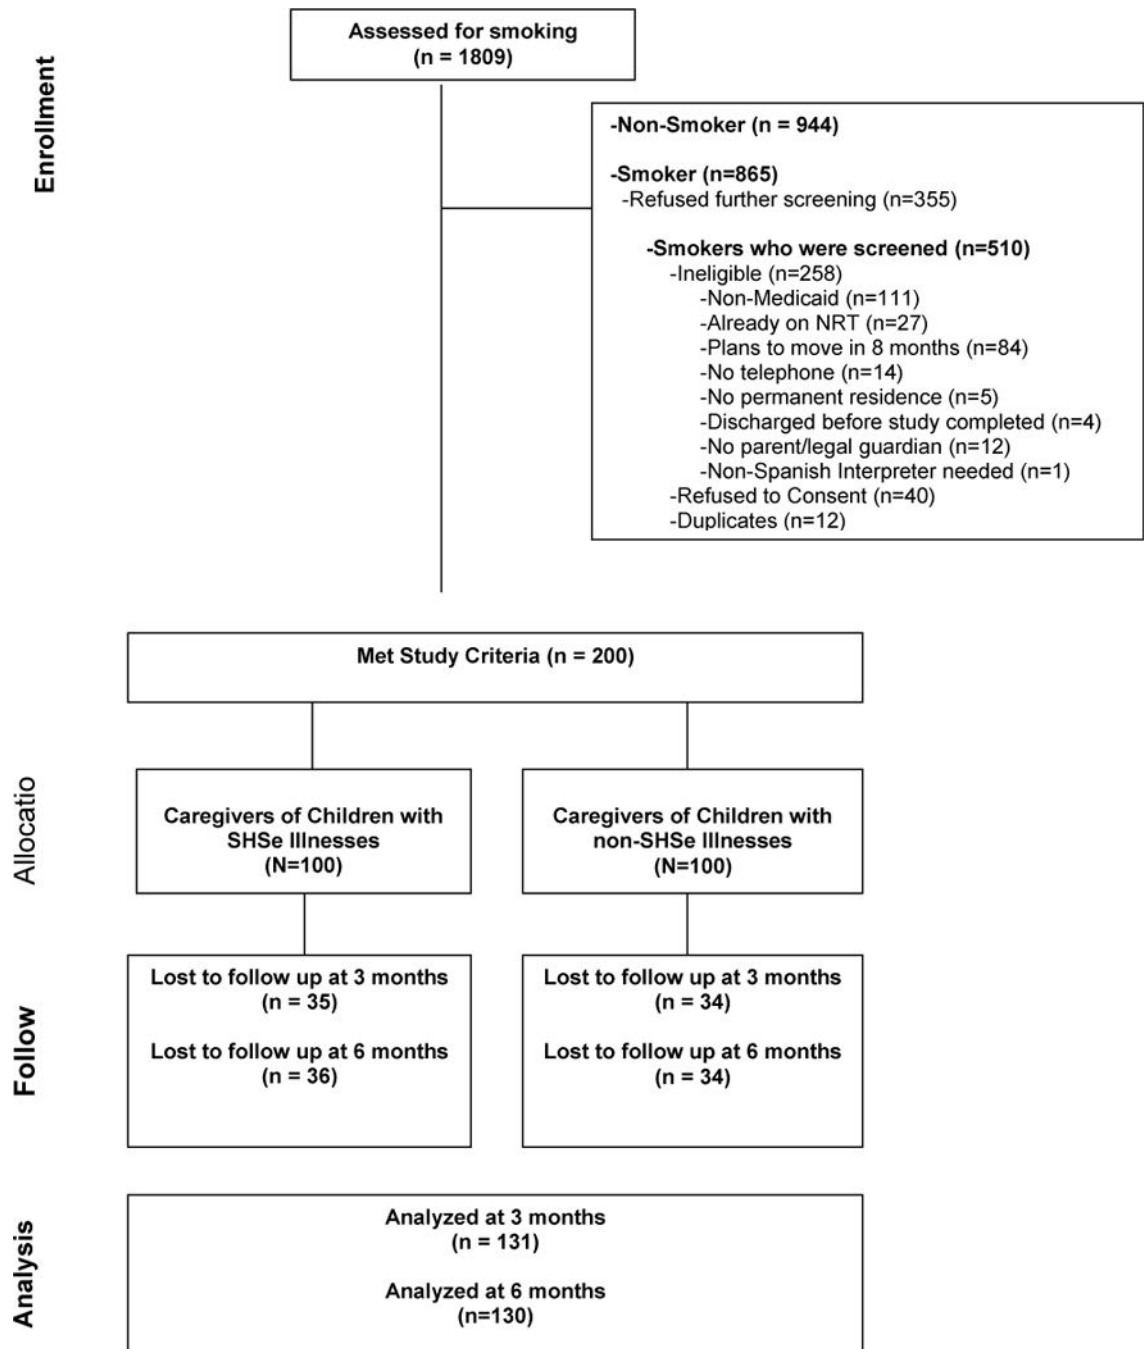 Enrollment
Assessed for smoking
(n = 1809)
-Non-Smoker (n = 944)
-Smoker (n=865)
-Refused further screening (n=355)
-Smokers who were screened (n=510)
-Ineligible (n=258)
-Non-Medicaid (n=111)
-Already on NRT (n=27)
-Plans to move in 8 months (n=84)
-No telephone (n=14)
-No permanent residence (n=5)
-Discharged before study completed (n=4)
-No parent/legal guardian (n=12)
-Non-Spanish Interpreter needed (n=1)
-Refused to Consent (n=40)
-Duplicates (n=12)
Met Study Criteria (n = 200)
Allocatio
Caregivers of Children with
SHSe Illnesses
(N=100)
Caregivers of Children with
non-SHSe Illnesses
(N=100)
Follow
Lost to follow up at 3 months
(n = 35)
Lost to follow up at 6 months
(n = 36)
Lost to follow up at 3 months
(n = 34)
Lost to follow up at 6 months
(n = 34)
Analysis
Analyzed at 3 months
(n = 131)
Analyzed at 6 months
(n=130)